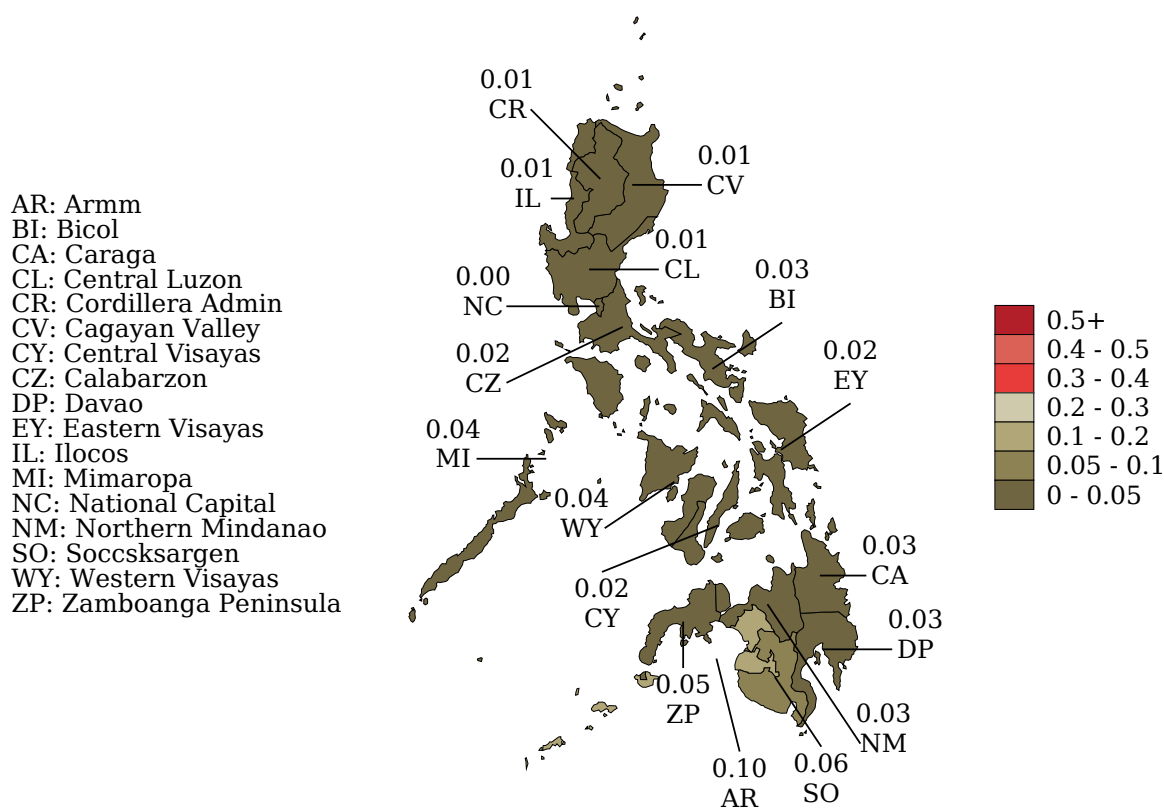 0.01
CR
0.01
IL
0.01
CV
0.01
CL
0.00
NC
0.03
BI
0.02
CZ
0.02
EY
0.04
MI
0.04
WY
0.02
CY
0.03
CA
0.03
DP
0.05
ZP
0.03
NM
0.10
AR
0.06
SO
AR: Armm
BI: Bicol
CA: Caraga
CL: Central Luzon
CR: Cordillera Admin
CV: Cagayan Valley
CY: Central Visayas
CZ: Calabarzon
DP: Davao
EY: Eastern Visayas
IL: Ilocos
MI: Mimaropa
NC: National Capital
NM: Northern Mindanao
SO: Soccsksargen
WY: Western Visayas
ZP: Zamboanga Peninsula
0.5+
0.4 - 0.5
0.3 - 0.4
0.2 - 0.3
0.1 - 0.2
0.05 - 0.1
0 - 0.05